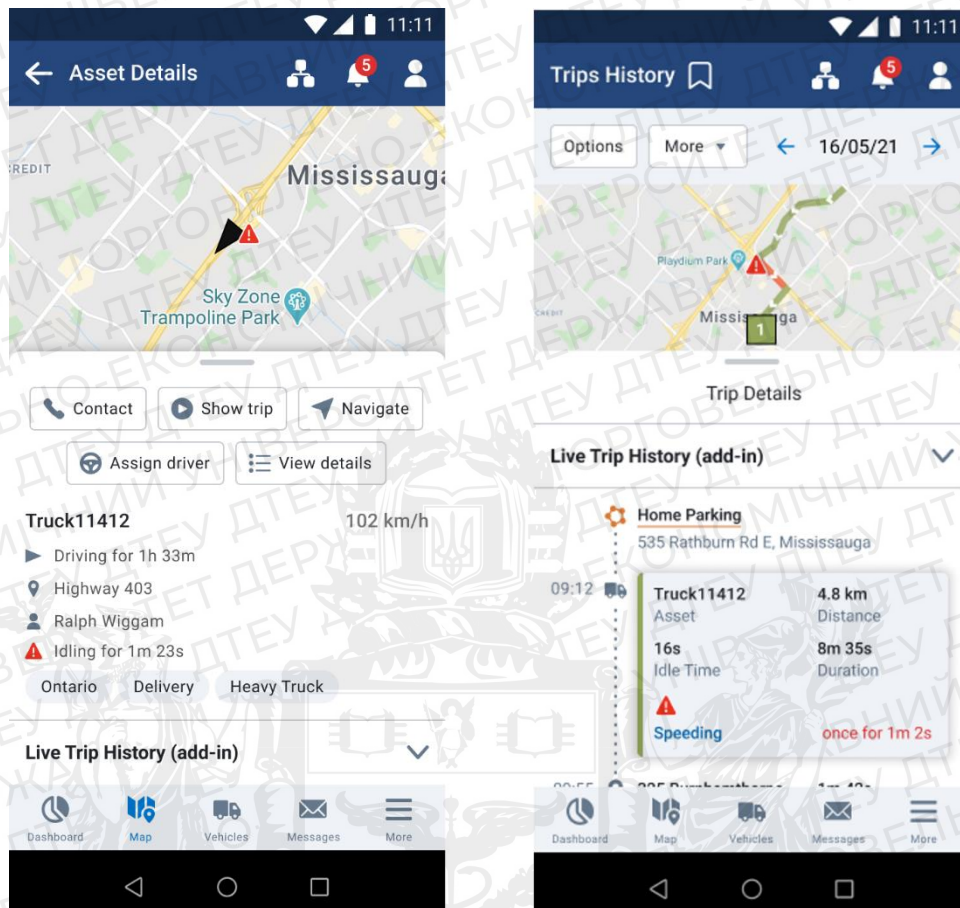 11:11
Asset Details
5
CREDIT
Mississauga
Sky Zone
Trampoline Park
Contact
Show trip
Navigate
Assign driver
View details
Truck11412
102 km/h
Driving for 1h 33m
Highway 403
Ralph Wiggam
Idling for 1m 23s
Ontario
Delivery
Heavy Truck
Live Trip History (add-in)
Dashboard
Map
Vehicles
Messages
More
11:11
Trips History
5
Options
More
16/05/21
Playdium Park
CREDIT
Mississauga
1
Trip Details
Live Trip History (add-in)
Home Parking
535 Rathburn Rd E, Mississauga
09:12
Truck11412
4.8 km
Asset
Distance
16s
8m 35s
Idle Time
Duration
Speeding
once for 1m 2s
Dashboard
Map
Vehicles
Messages
More